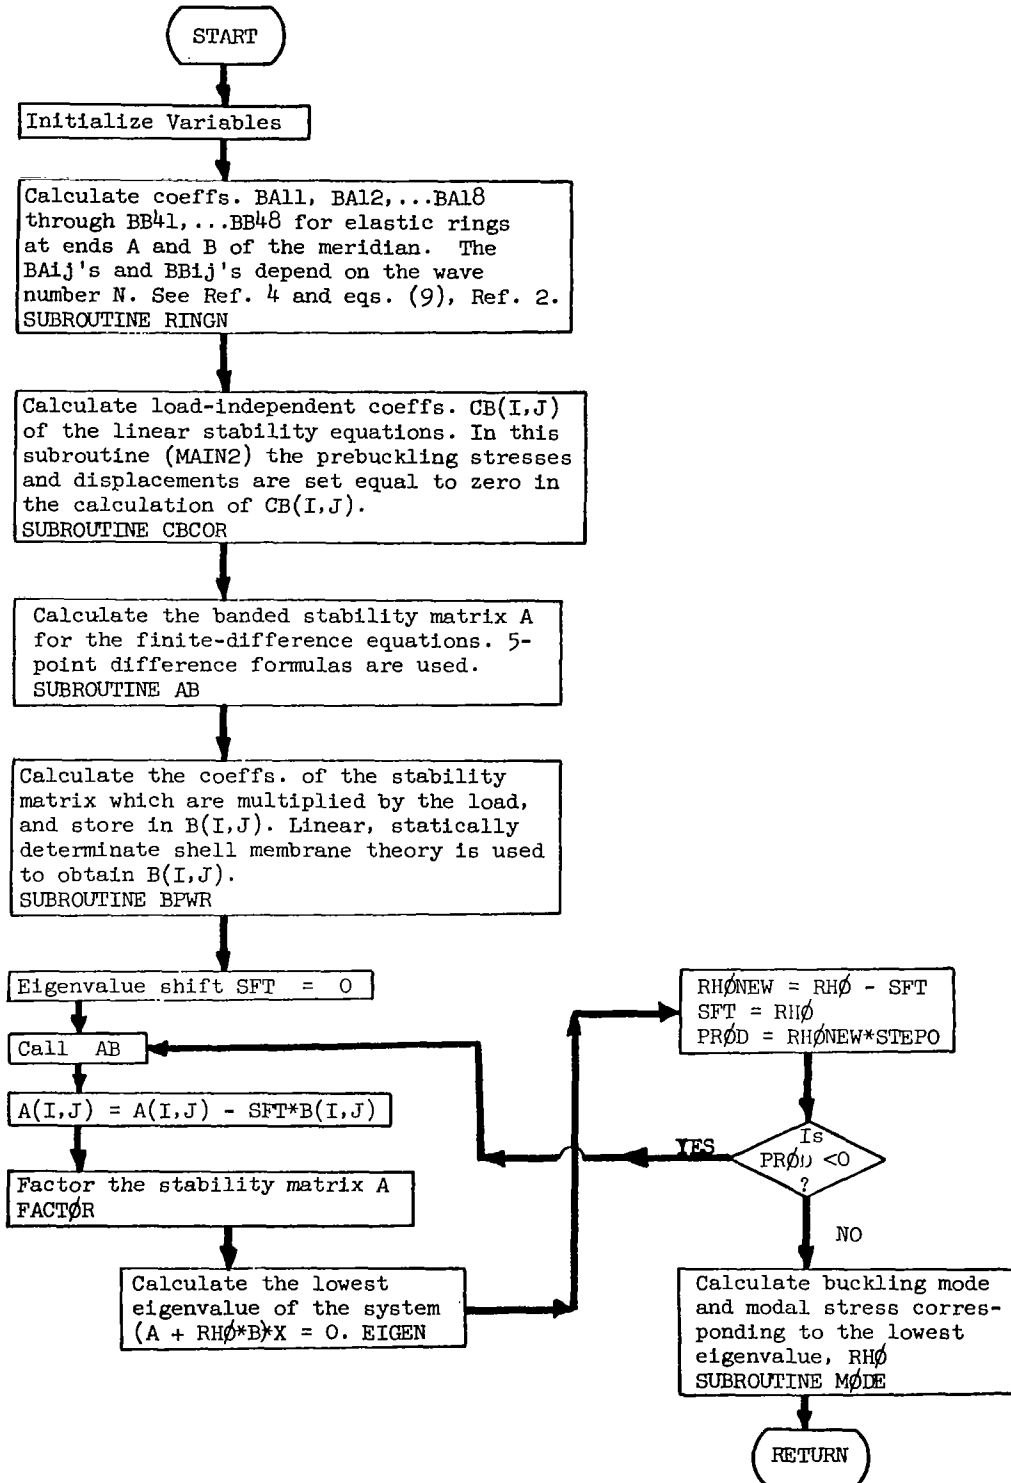 START
Initialize Variables
Calculate coeffs. BA11, BA12,...BA18
through BB41,...BB48 for elastic rings
at ends A and B of the meridian. The
BAij's and BBij's depend on the wave
number N. See Ref. 4 and eqs. (9), Ref. 2.
SUBROUTINE RINGN
Calculate load-independent coeffs. CB(I,J)
of the linear stability equations. In this
subroutine (MAIN2) the prebuckling stresses
and displacements are set equal to zero in
the calculation of CB(I,J).
SUBROUTINE CBCOR
Calculate the banded stability matrix A
for the finite-difference equations. 5-
point difference formulas are used.
SUBROUTINE AB
Calculate the coeffs. of the stability
matrix which are multiplied by the load,
and store in B(I,J). Linear, statically
determinate shell membrane theory is used
to obtain B(I,J).
SUBROUTINE BPWR
Eigenvalue shift SFT = 0
Call AB
A(I,J) = A(I,J) - SFT*B(I,J)
Factor the stability matrix A
FACTØR
Calculate the lowest
eigenvalue of the system
(A + RHØ*B)*X = 0. EIGEN
RHØNEW = RHØ - SFT
SFT = RHØ
PRØD = RHØNEW*STEPO
Is
PRØD <0
?
YES
NO
Calculate buckling mode
and modal stress corres-
ponding to the lowest
eigenvalue, RHØ
SUBROUTINE MØDE
RETURN